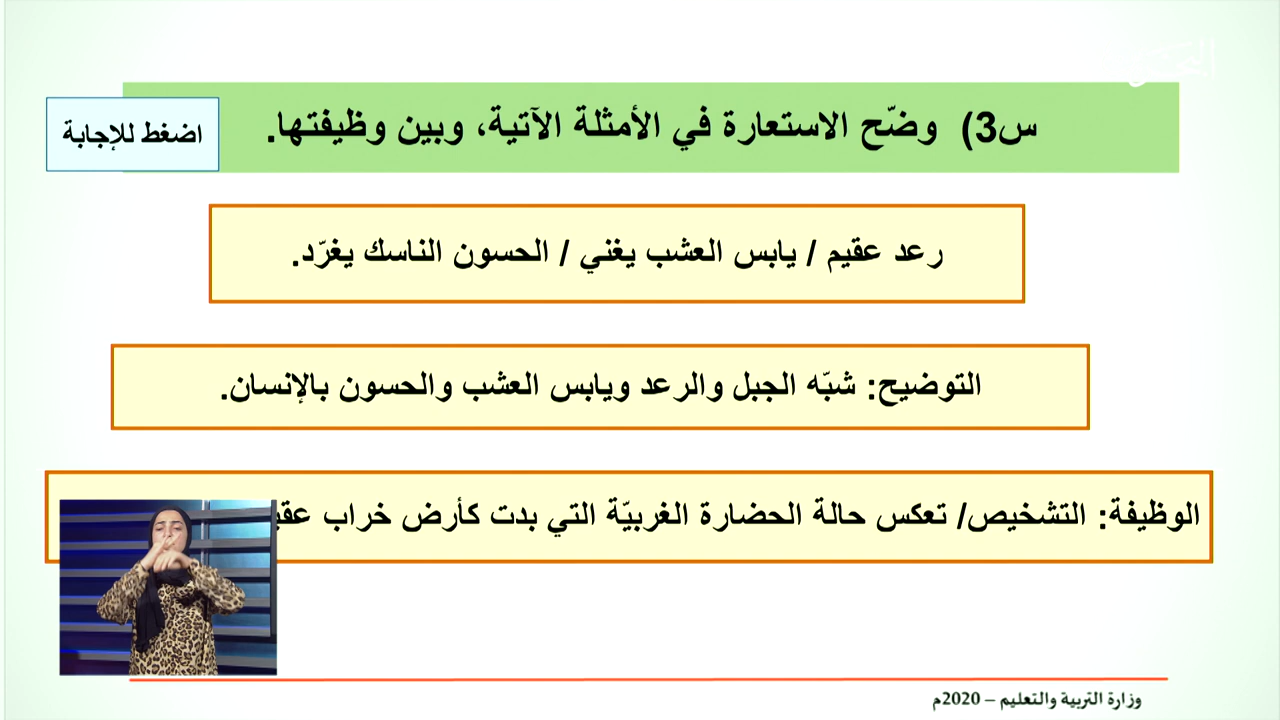 س3) وضّح الاستعارة في الأمثلة الآتية، وبين وظيفتها.
اضغط للإجابة
رعد عقيم / يابس العشب يغني / الحسون الناسك يغرّد.
التوضيح: شبّه الجبل والرعد ويابس العشب والحسون بالإنسان.
الوظيفة: التشخيص/ تعكس حالة الحضارة الغربيّة التي بدت كأرض خراب
وزارة التربية والتعليم – 2020م